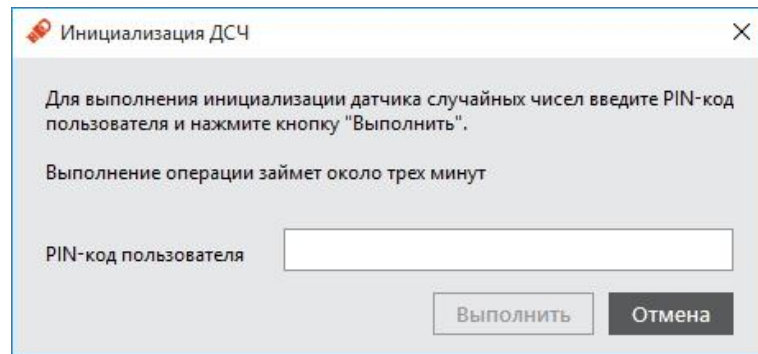 Инициализация ДСЧ
Для выполнения инициализации датчика случайных чисел введите PIN-код
пользователя и нажмите кнопку "Выполнить".
Выполнение операции займет около трех минут
PIN-код пользователя
Выполнить Отмена